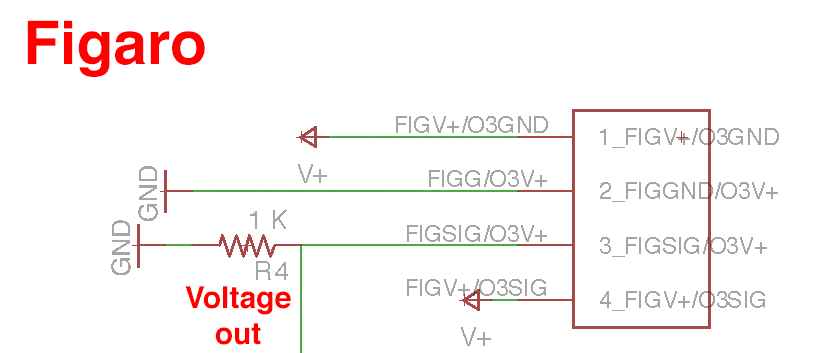 Figaro
FIGV+/O3GND
1_FIGV+/O3GND
V+
GND
FIGG/O3V+
2_FIGGND/O3V+
GND
1 K
FIGSIG/O3V+
3_FIGSIG/O3V+
R4
Voltage
out
FIGV+/O3SIG
4_FIGV+/O3SIG
V+